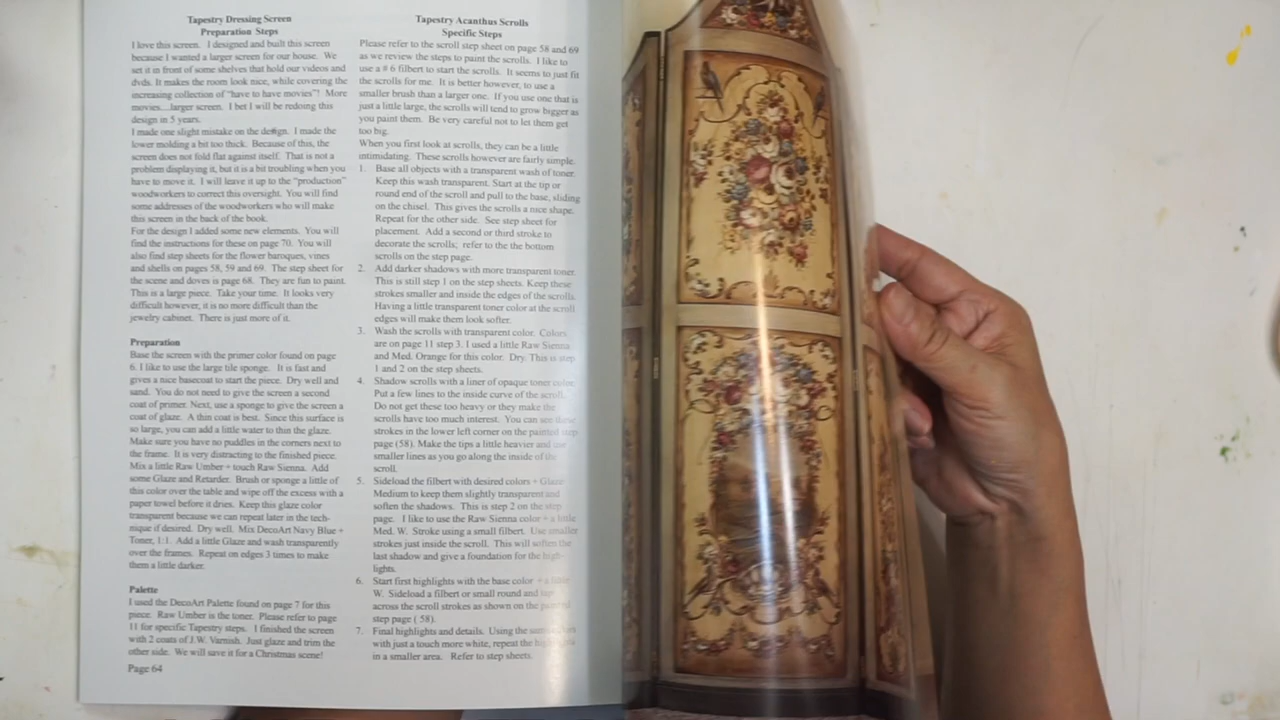 Tapestry Dressing Screen
Preparation Steps
I love this screen. I designed and built this screen
because I wanted a larger screen for our house. We
set it in front of some shelves that hold our videos and
dvds. It makes the room look nice, while covering the
increasing collection of "have to have movies"! More
movies....larger screen. I bet I will be redoing this
design in 5 years.
I made one slight mistake on the design. I made the
lower molding a bit too thick. Because of this, the
screen does not fold flat against itself. That is not a
problem displaying it, but it is a bit troubling when you
have to move it. I will leave it up to the "production"
woodworkers to correct this oversight. You will find
some addresses of the woodworkers who will make
this screen in the back of the book.
For the design I added some new elements. You will
find the instructions for these on page 70. You will
also find step sheets for the flower baroques, vines
and shells on pages 58, 59 and 69. The step sheet for
the scene and doves is page 68. They are fun to paint.
This is a large piece. Take your time. It looks very
difficult however, it is no more difficult than the
jewelry cabinet. There is just more of it.
Preparation
Base the screen with the primer color found on page
6. I like to use the large tile sponge. It is fast and
gives a nice basecoat to start the piece. Dry well and
sand. You do not need to give the screen a second
coat of primer. Next, use a sponge to give the screen a
coat of glaze. A thin coat is best. Since this surface is
so large, you can add a little water to thin the glaze.
Make sure you have no puddles in the corners next to
the frame. It is very distracting to the finished piece.
Mix a little Raw Umber + touch Raw Sienna. Add
some Glaze and Retarder. Brush or sponge a little of
this color over the table and wipe off the excess with a
paper towel before it dries. Keep this glaze color
transparent because we can repeat later in the tech-
nique if desired. Dry well. Mix DecoArt Navy Blue +
Toner, 1:1. Add a little Glaze and wash transparently
over the frames. Repeat on edges 3 times to make
them a little darker.
Palette
I used the DecoArt Palette found on page 7 for this
piece. Raw Umber is the toner. Please refer to page
11 for specific Tapestry steps. I finished the screen
with 2 coats of J.W. Varnish. Just glaze and trim the
other side. We will save it for a Christmas scene!
Page 64
Tapestry Acanthus Scrolls
Specific Steps
Please refer to the scroll step sheet on page 58 and 69
as we review the steps to paint the scrolls. I like to
use a # 6 filbert to start the scrolls. It seems to just fit
the scrolls for me. It is better however, to use a
smaller brush than a larger one. If you use one that is
just a little large, the scrolls will tend to grow bigger as
you paint them. Be very careful not to let them get
too big.
When you first look at scrolls, they can be a little
intimidating. These scrolls however are fairly simple.
1. Base all objects with a transparent wash of toner.
Keep this wash transparent. Start at the tip or
round end of the scroll and pull to the base, sliding
on the chisel. This gives the scrolls a nice shape.
Repeat for the other side. See step sheet for
placement. Add a second or third stroke to
decorate the scrolls; refer to the the bottom
scrolls on the step page.
2. Add darker shadows with more transparent toner.
This is still step 1 on the step sheets. Keep these
strokes smaller and inside the edges of the scrolls.
Having a little transparent toner color at the scroll
edges will make them look softer.
3. Wash the scrolls with transparent color. Colors
are on page 11 step 3. I used a little Raw Sienna
and Med. Orange for this color. Dry. This is step
1 and 2 on the step sheets.
4. Shadow scrolls with a liner of opaque toner color.
Put a few lines to the inside curve of the scroll.
Do not get these too heavy or they make the
scrolls have too much interest. You can see these
strokes in the lower left corner on the painted step
page (58). Make the tips a little heavier and use
smaller lines as you go along the inside of the
scroll.
5. Sideload the filbert with desired colors + Glaze
Medium to keep them slightly transparent and
soften the shadows. This is step 2 on the step
page. I like to use the Raw Sienna color + a little
Med. W. Stroke using a small filbert. Use smaller
strokes just inside the scroll. This will soften the
last shadow and give a foundation for the high-
lights.
6. Start first highlights with the base color + a little
W. Sideload a filbert or small round and tap
across the scroll strokes as shown on the painted
step page ( 58).
7. Final highlights and details. Using the
with just a touch more white, repeat the highlights
in a smaller area. Refer to step sheets.